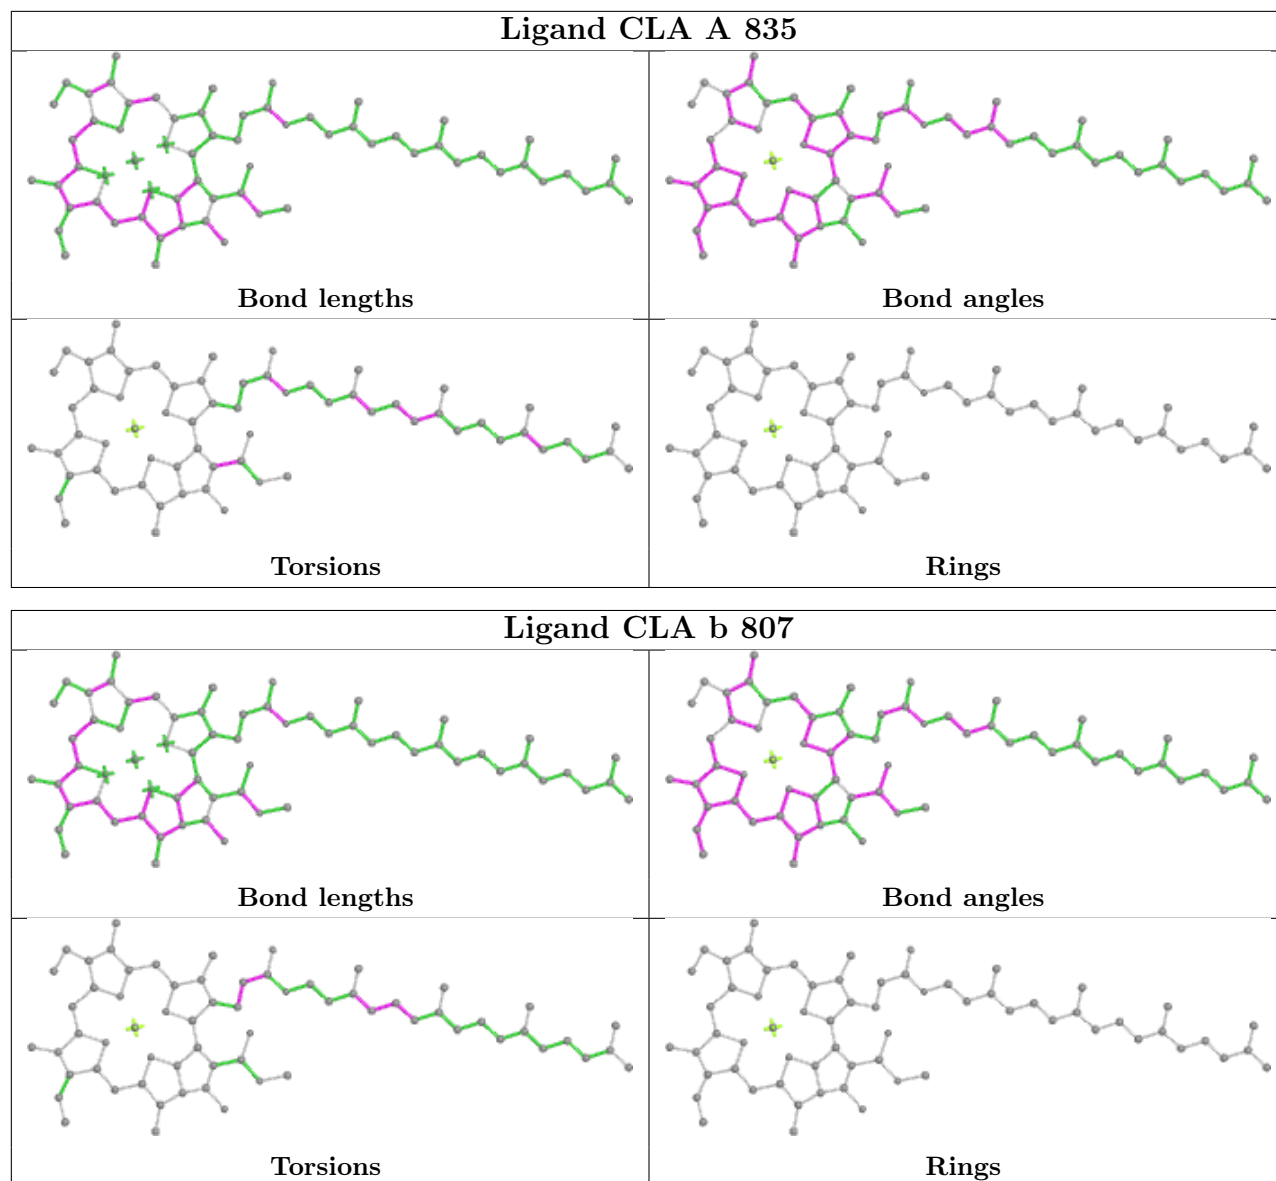 Ligand CLA A 835
Bond lengths
Bond angles
Torsions
Rings
Ligand CLA b 807
Bond lengths
Bond angles
Torsions
Rings